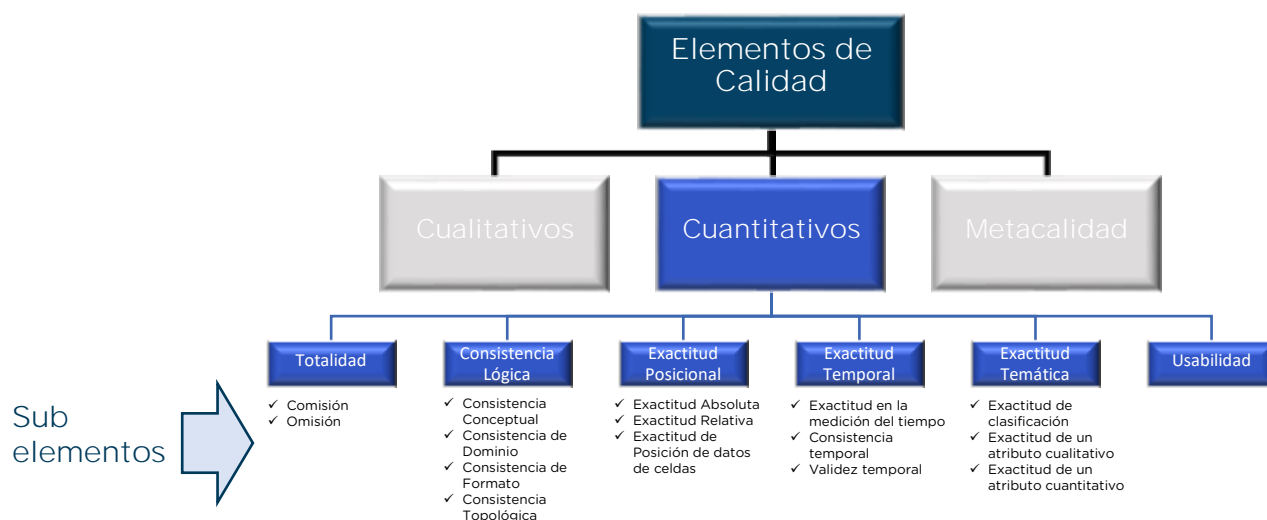 Elementos de
Calidad
Cualitativos
Cuantitativos
Metacalidad
Totalidad
Consistencia
Lógica
Exactitud
Posicional
Exactitud
Temporal
Exactitud
Temática
Usabilidad
Sub
elementos
✓ Comisión
✓ Omisión
✓ Consistencia
Conceptual
✓ Consistencia de
Dominio
✓ Consistencia de
Formato
✓ Consistencia
Topológica
✓ Exactitud Absoluta
✓ Exactitud Relativa
✓ Exactitud de
Posición de datos
de celdas
✓ Exactitud en la
medición del tiempo
✓ Consistencia
temporal
✓ Validez temporal
✓ Exactitud de
clasificación
✓ Exactitud de un
atributo cualitativo
✓ Exactitud de un
atributo cuantitativo